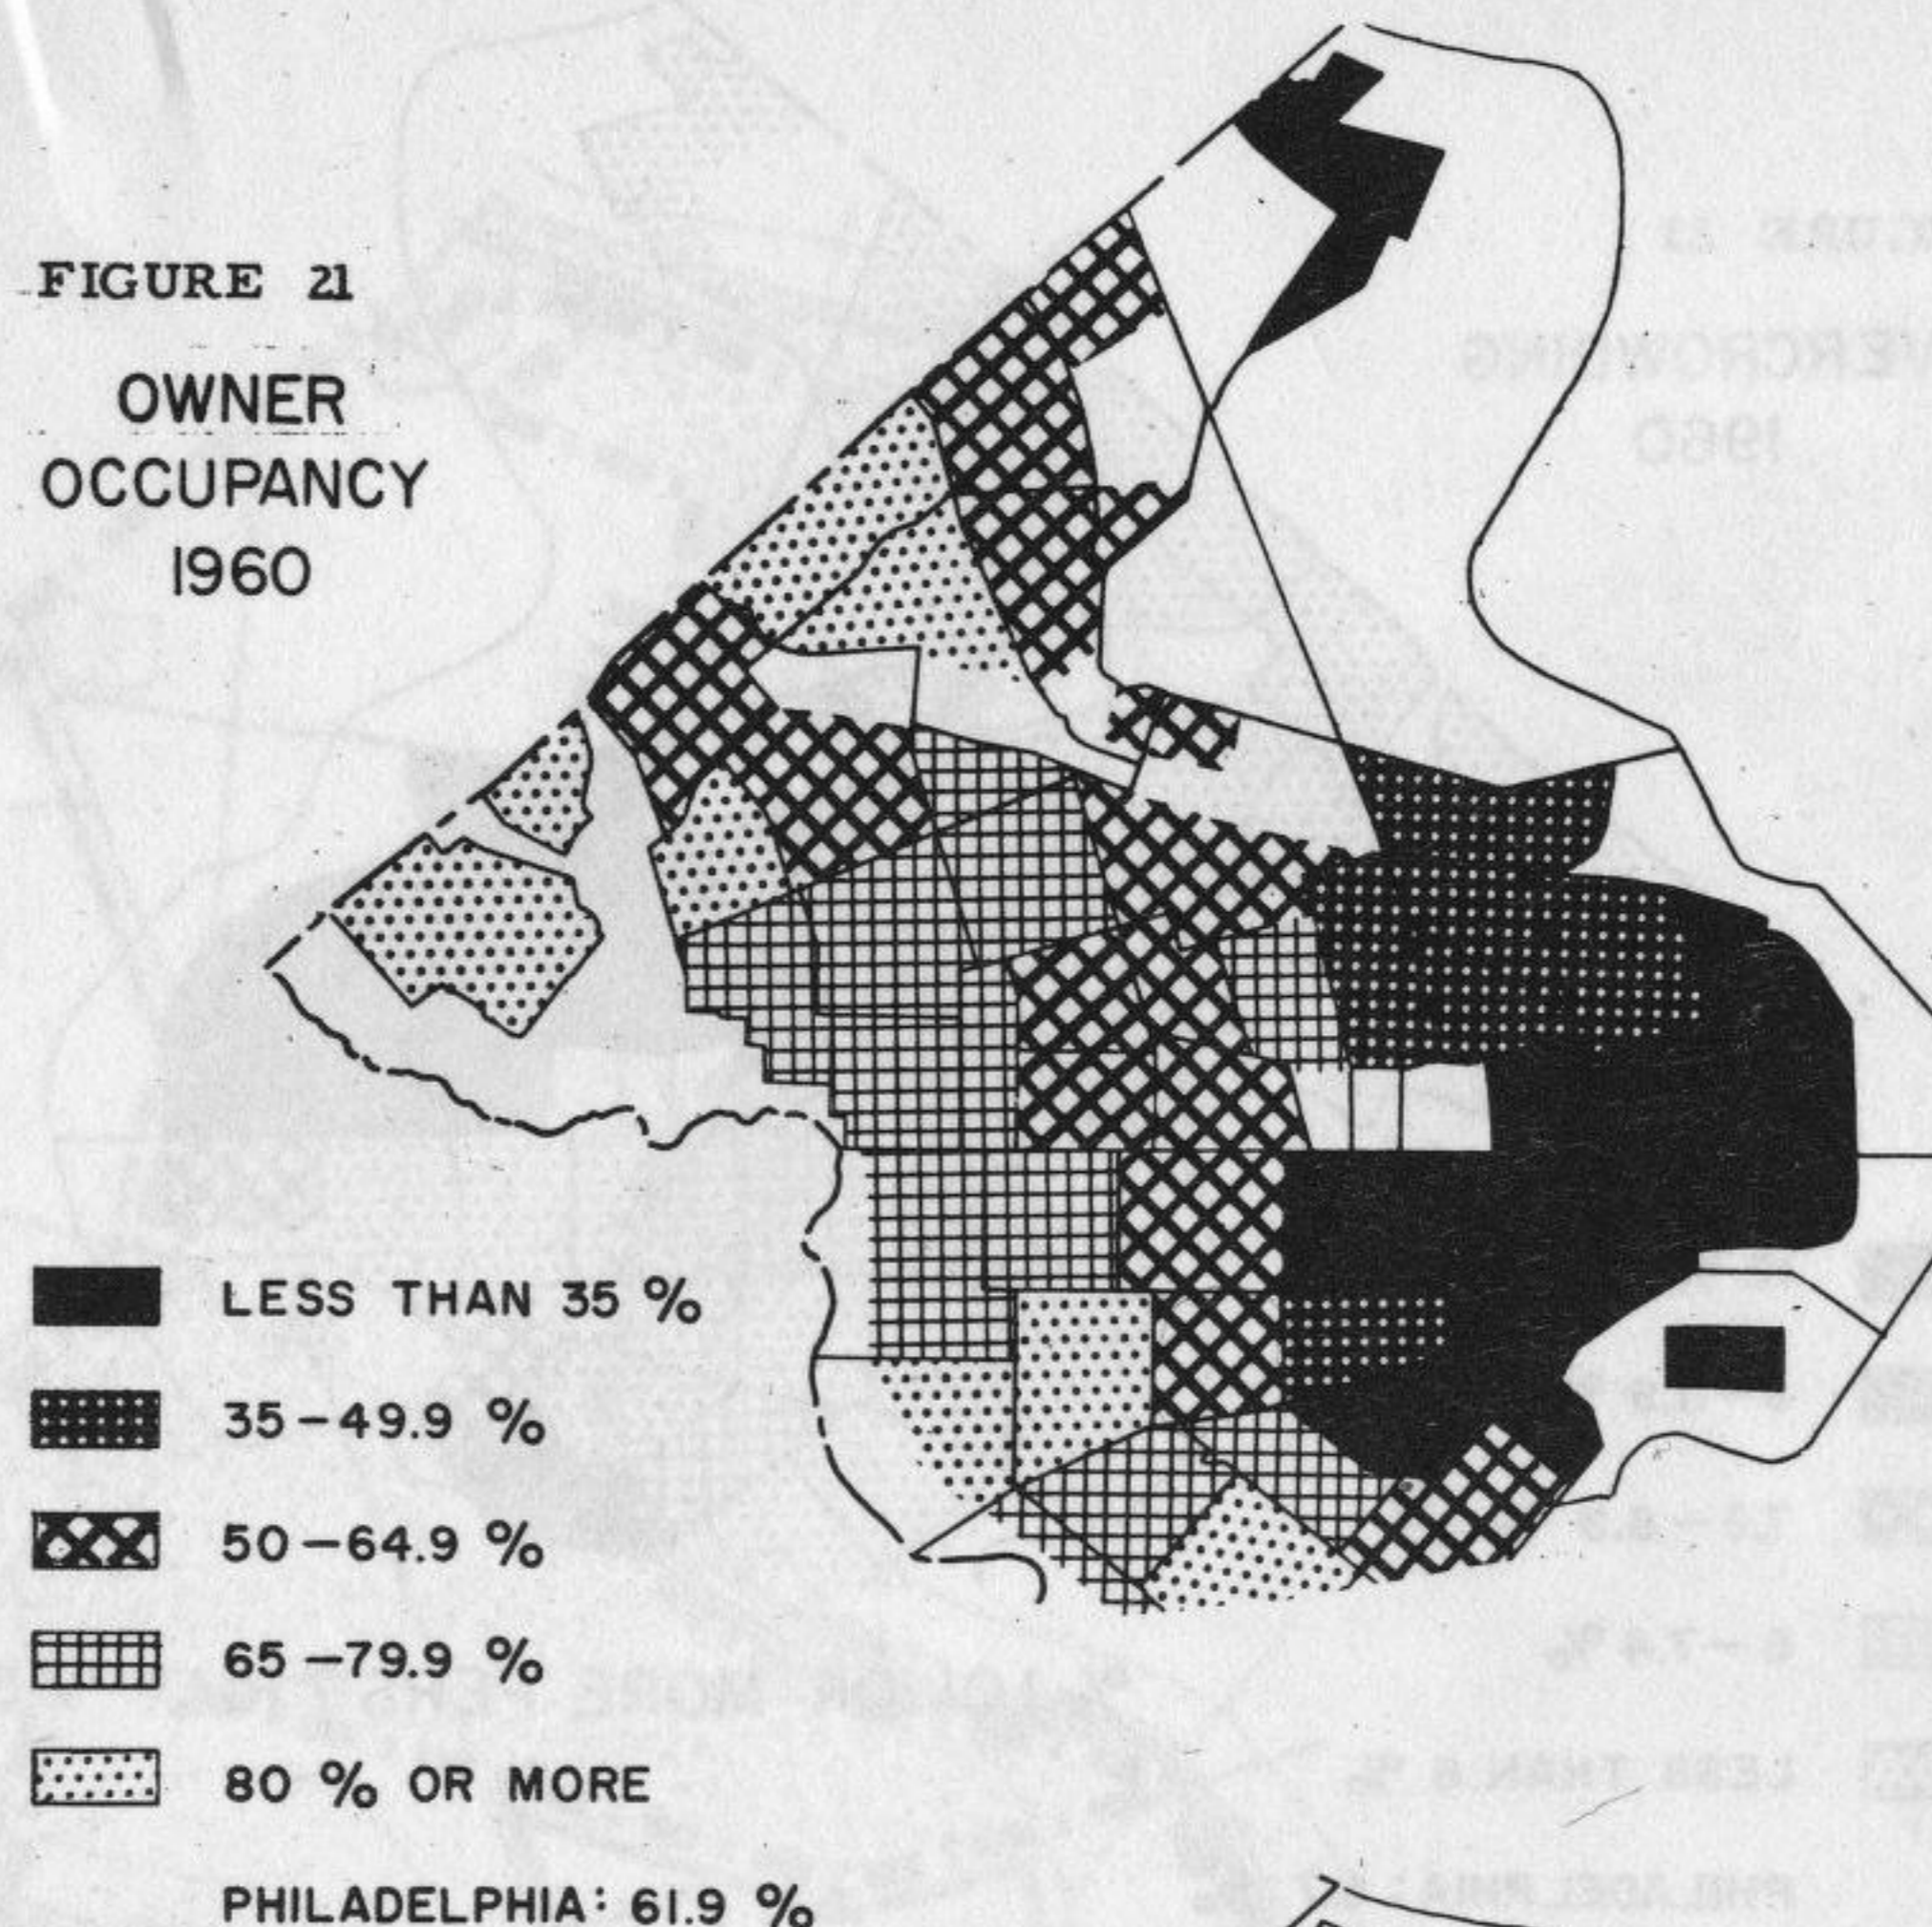 FIGURE 21
OWNER
OCCUPANCY
1960
LESS THAN 35 %
35-49.9 %
50-64.9 %
65-79.9 %
80 % OR MORE
PHILADELPHIA: 61.9 %